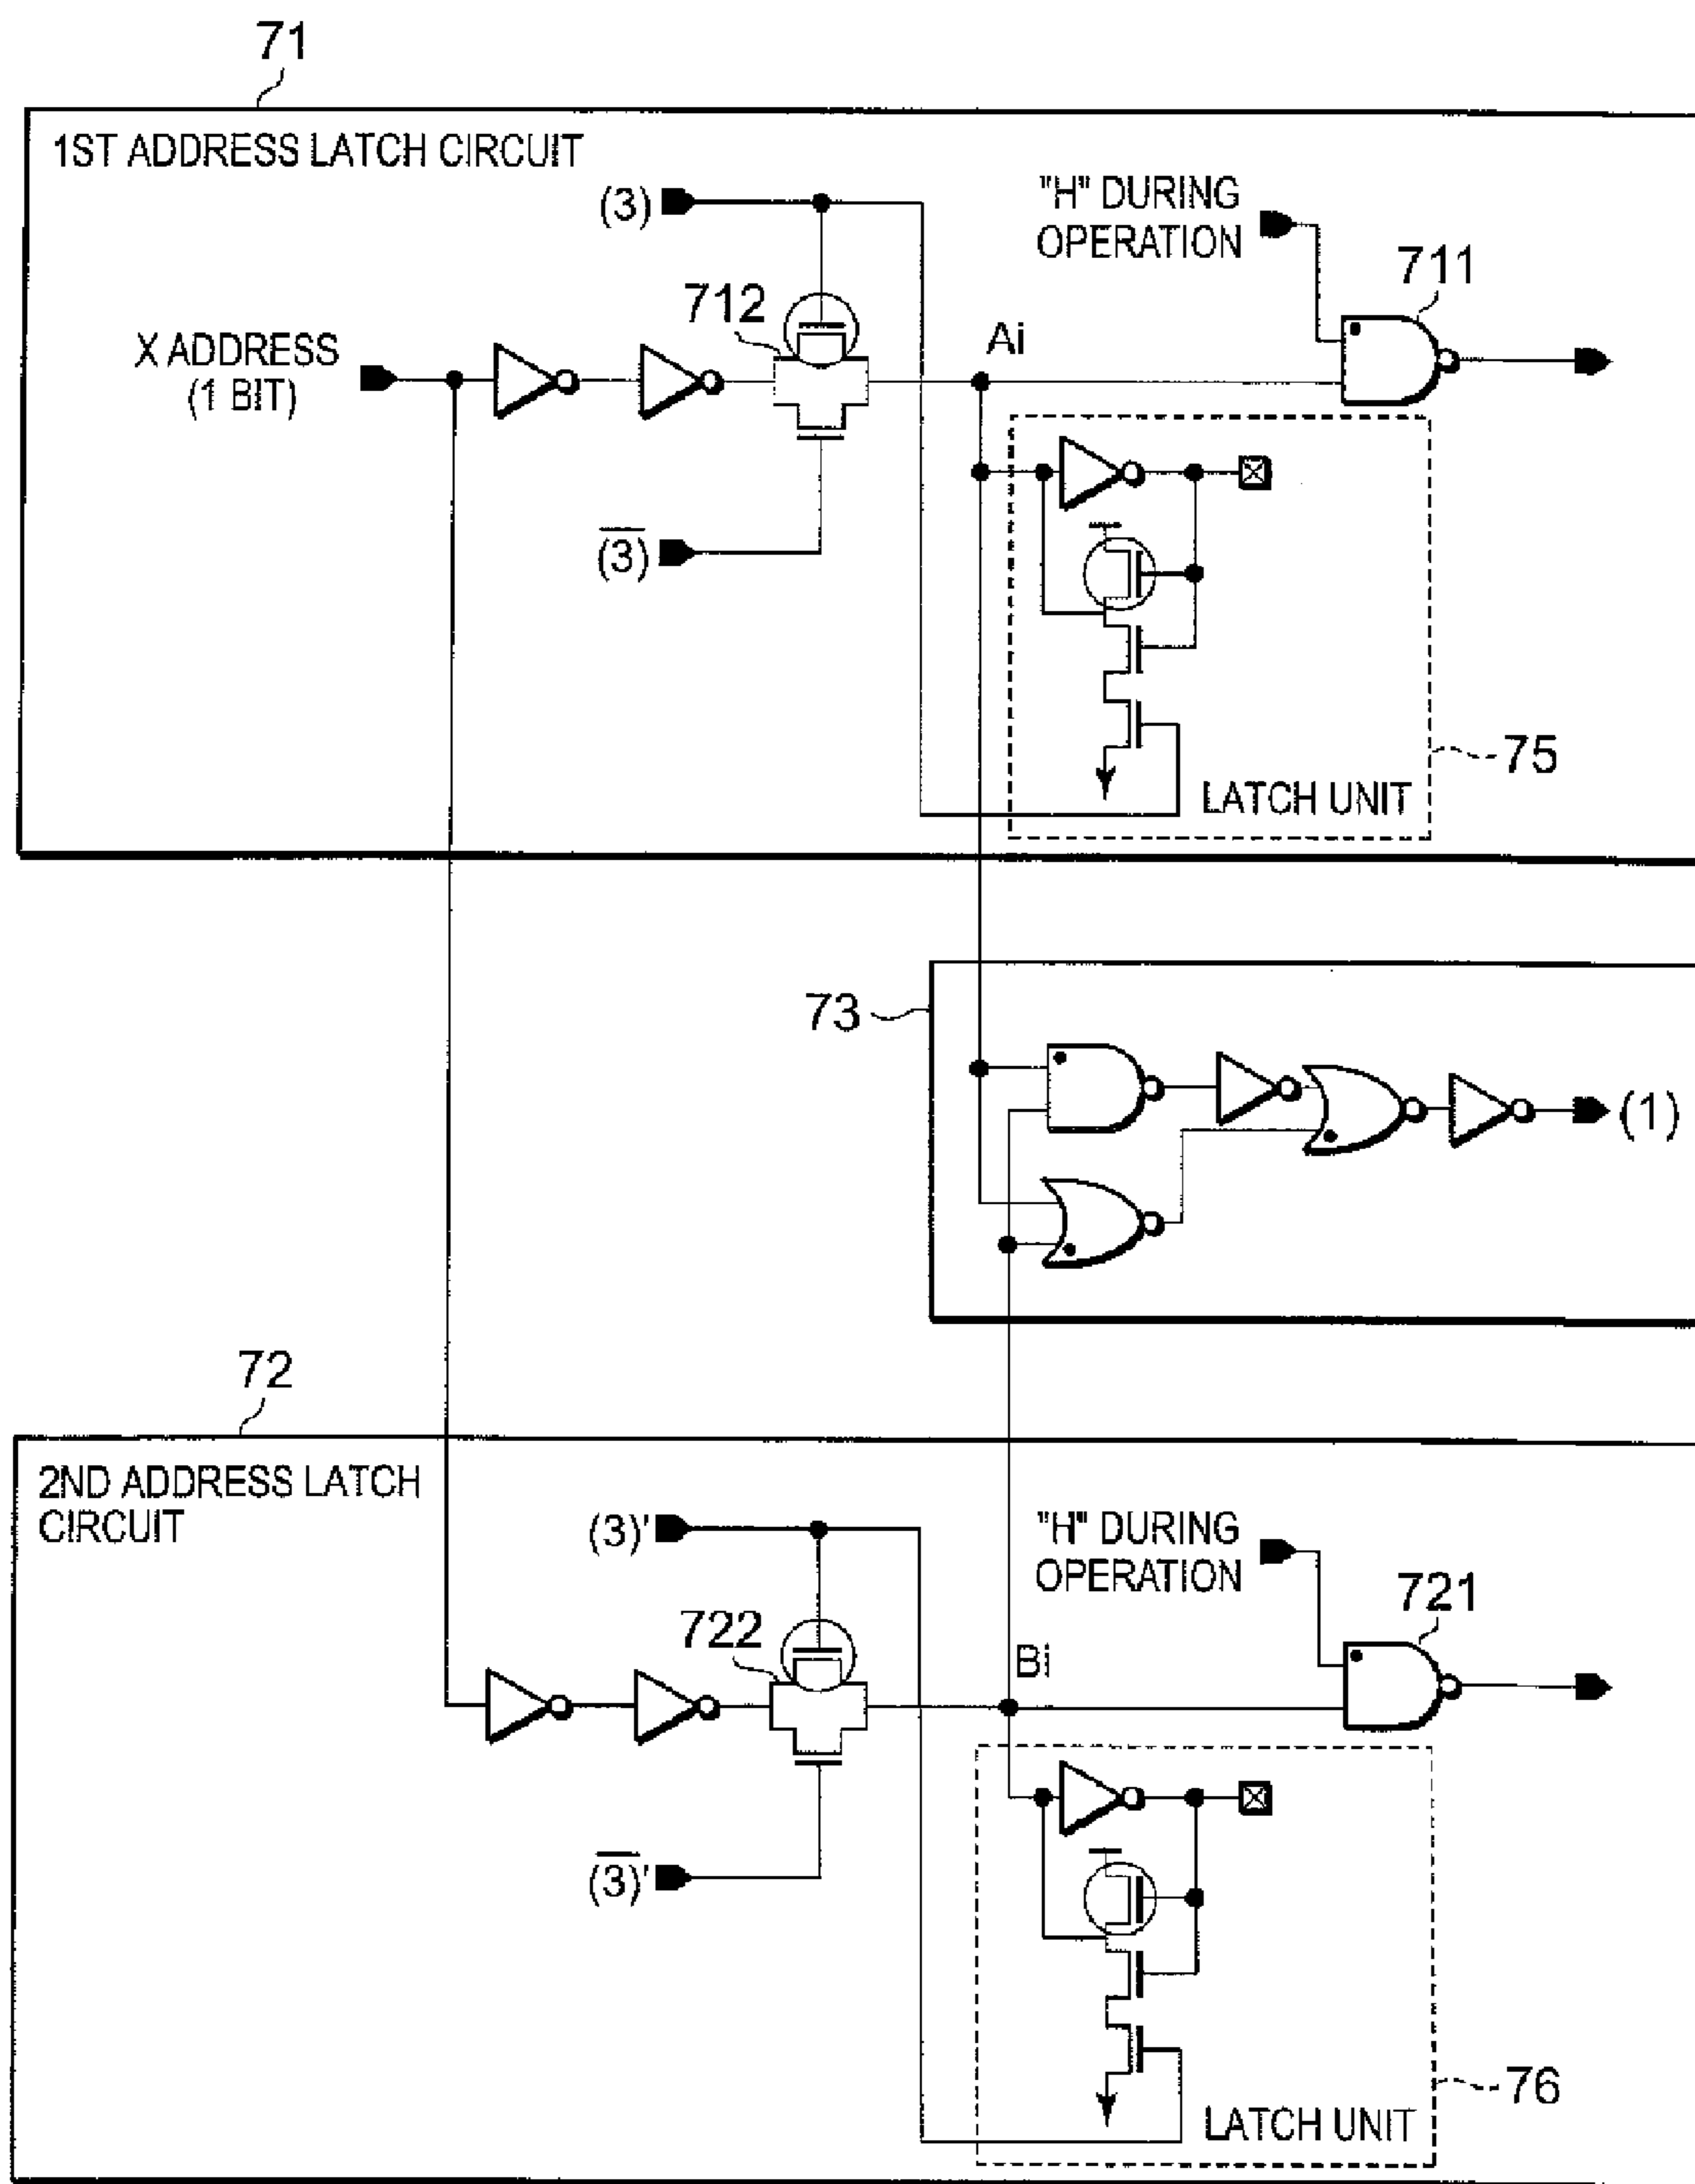 71
1ST ADDRESS LATCH CIRCUIT
(3)
"H" DURING
OPERATION
711
712
Ai
X ADDRESS
(1 BIT)
(3)
75
LATCH UNIT
73
(1)
72
2ND ADDRESS LATCH
CIRCUIT
(3)'
"H" DURING
OPERATION
721
722
Bi
(3)'
76
LATCH UNIT